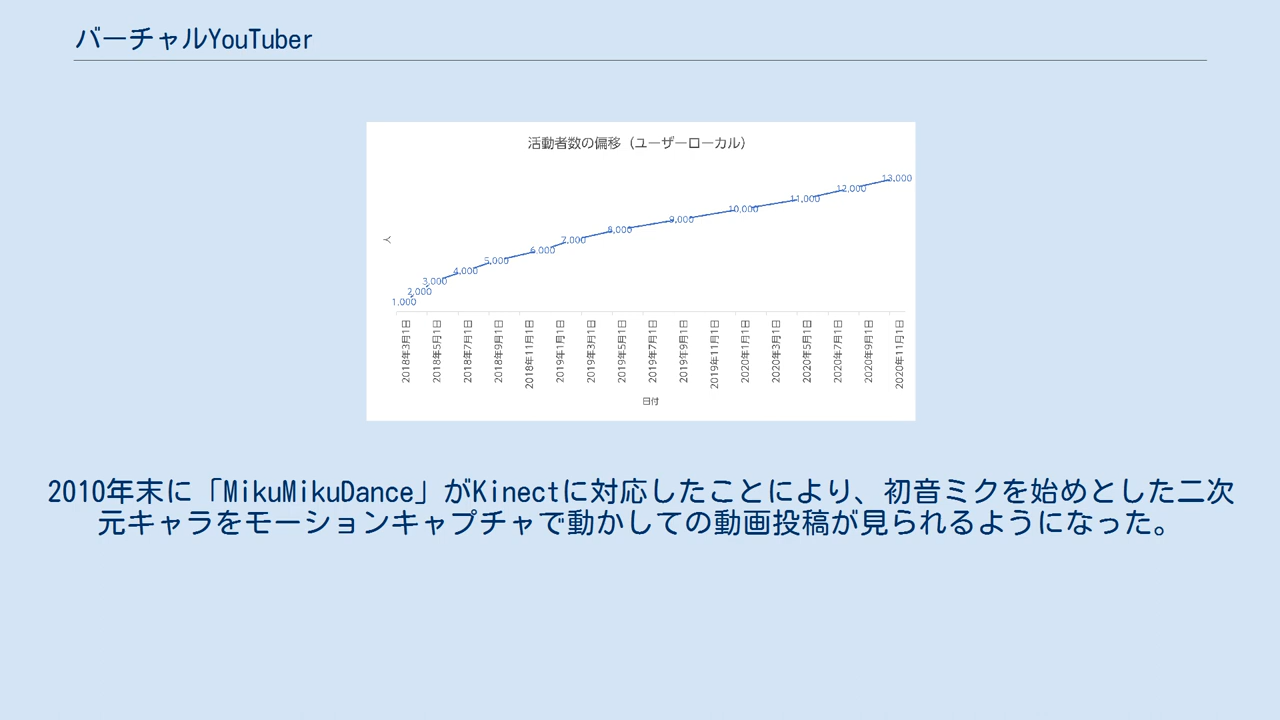 バーチャルYouTuber
活動者数の偏移（ユーザーローカル）
人
1,000
2,000
3,000
4,000
5,000
6,000
7,000
8,000
9,000
10,000
11,000
12,000
13,000
2018年3月1日
2018年5月1日
2018年7月1日
2018年9月1日
2018年11月1日
2019年1月1日
2019年3月1日
2019年5月1日
2019年7月1日
2019年9月1日
2019年11月1日
2020年1月1日
2020年3月1日
2020年5月1日
2020年7月1日
2020年9月1日
2020年11月1日
日付
2010年末に「MikuMikuDance」がKinectに対応したことにより、初音ミクを始めとした二次
元キャラをモーションキャプチャで動かしての動画投稿が見られるようになった。